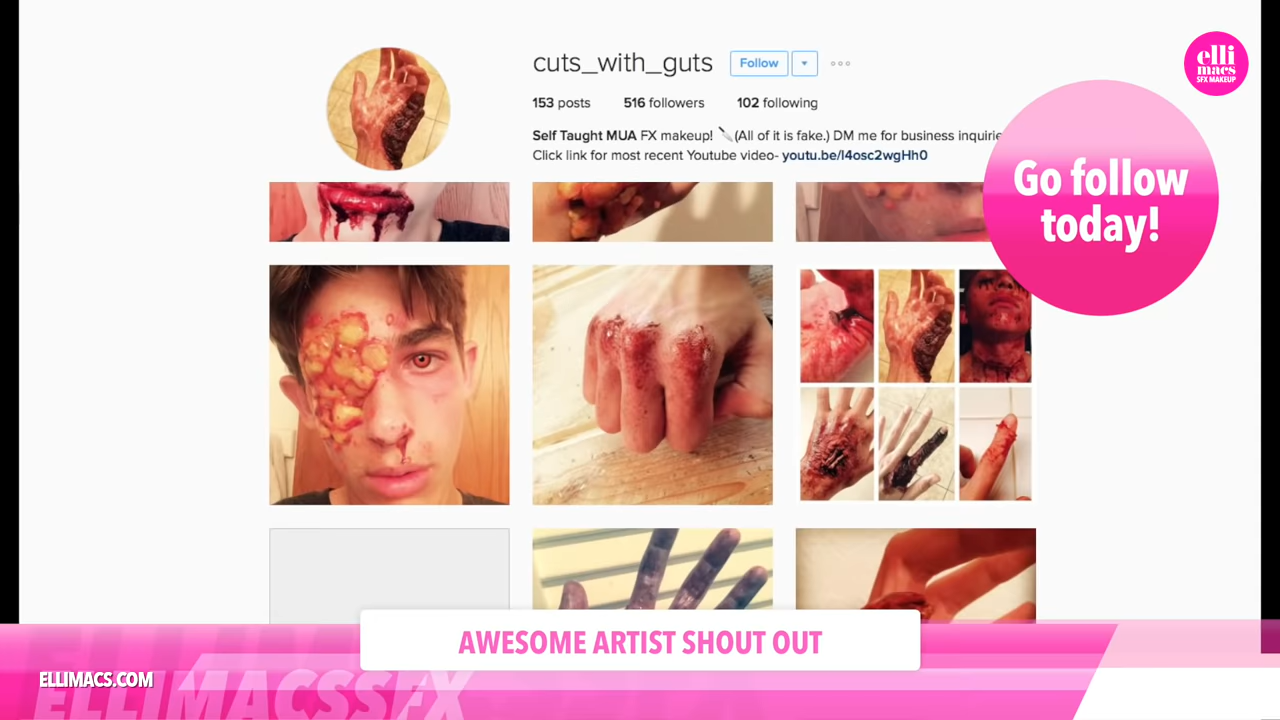 cuts_with_guts
Follow
153 posts 516 followers 102 following
Self Taught MUA FX makeup! 🔪(All of it is fake.) DM me for business inquirie
Click link for most recent Youtube video- youtu.be/l4osc2wgHh0
elli
macs
SFX MAKEUP
Go follow
today!
AWESOME ARTIST SHOUT OUT
ELLIMACS.COM
ELLIMACSSFX